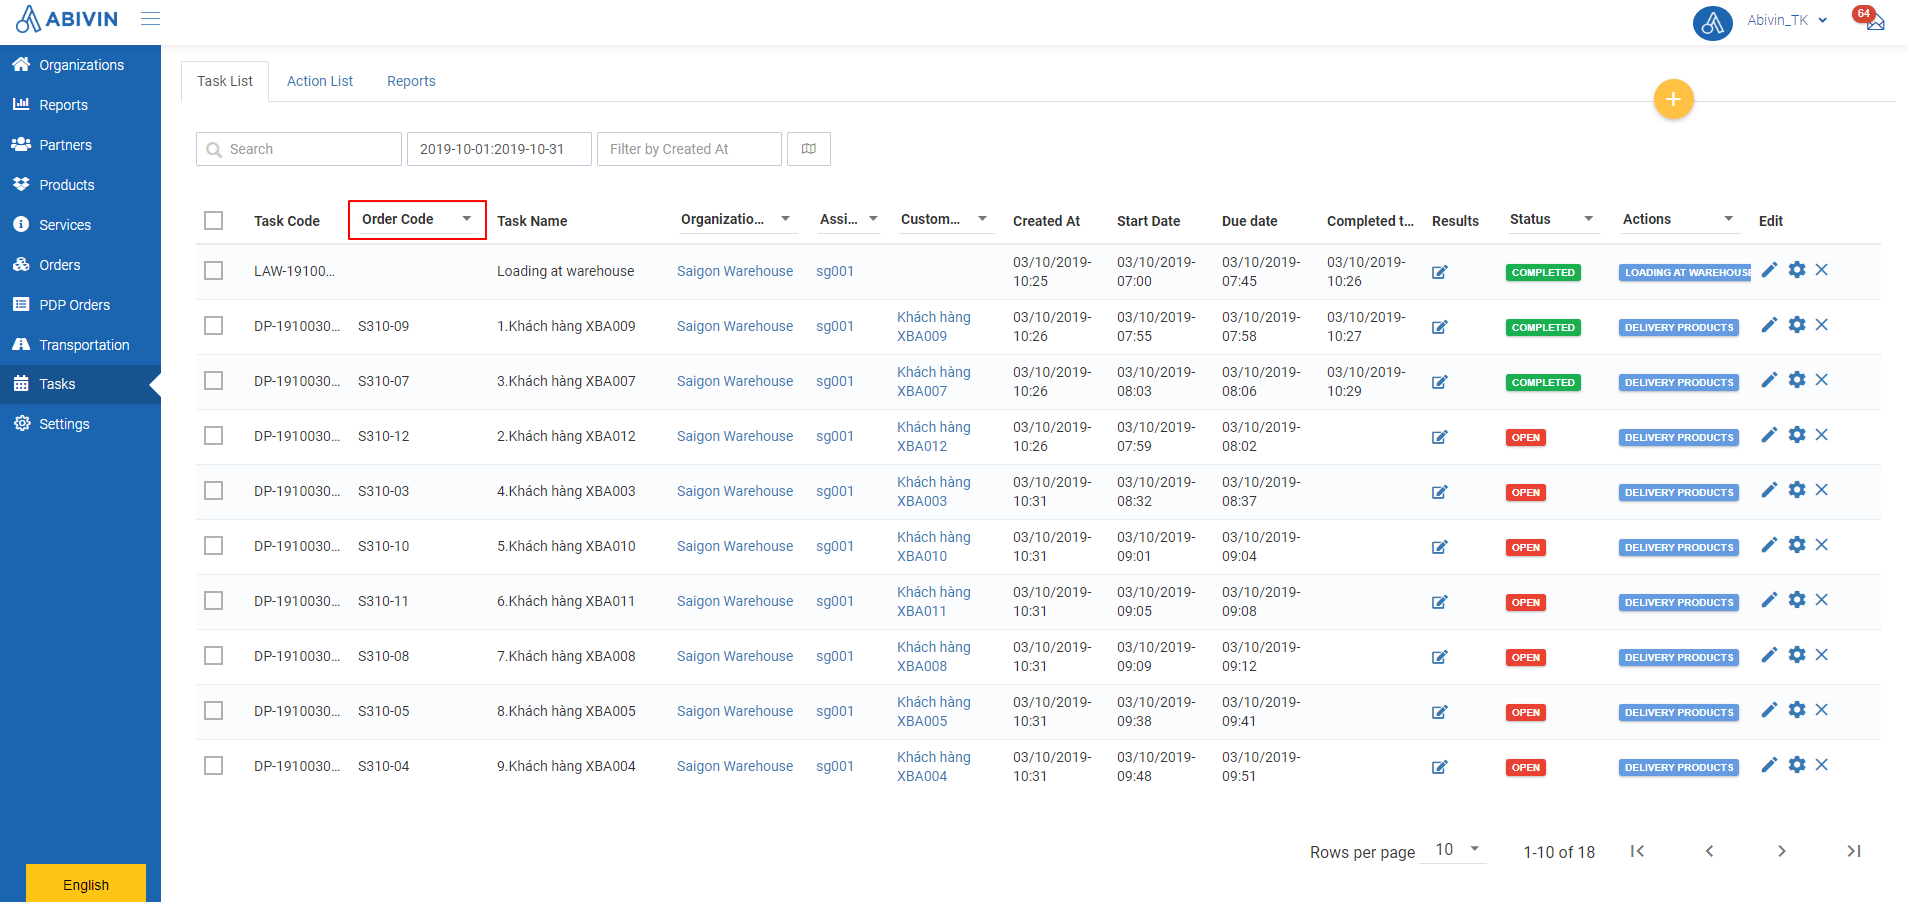 ABIVIN
Abivin_TK
64
Organizations
Reports
Partners
Products
Services
Orders
PDP Orders
Transportation
Tasks
Settings
English
Task List Action List Reports
+
Search 2019-10-01:2019-10-31 Filter by Created At
Task Code Order Code Task Name Organizatio... Assi... Custom... Created At Start Date Due date Completed t... Results Status Actions Edit
LAW-19100... Loading at warehouse Saigon Warehouse sg001 03/10/2019-10:25 03/10/2019-07:00 03/10/2019-07:45 03/10/2019-10:26 COMPLETED LOADING AT WAREHOUSE
DP-1910030... S310-09 1.Khách hàng XBA009 Saigon Warehouse sg001 Khách hàng XBA009 03/10/2019-10:26 03/10/2019-07:55 03/10/2019-07:58 03/10/2019-10:27 COMPLETED DELIVERY PRODUCTS
DP-1910030... S310-07 3.Khách hàng XBA007 Saigon Warehouse sg001 Khách hàng XBA007 03/10/2019-10:26 03/10/2019-08:03 03/10/2019-08:06 03/10/2019-10:29 COMPLETED DELIVERY PRODUCTS
DP-1910030... S310-12 2.Khách hàng XBA012 Saigon Warehouse sg001 Khách hàng XBA012 03/10/2019-10:26 03/10/2019-07:59 03/10/2019-08:02 OPEN DELIVERY PRODUCTS
DP-1910030... S310-03 4.Khách hàng XBA003 Saigon Warehouse sg001 Khách hàng XBA003 03/10/2019-10:31 03/10/2019-08:32 03/10/2019-08:37 OPEN DELIVERY PRODUCTS
DP-1910030... S310-10 5.Khách hàng XBA010 Saigon Warehouse sg001 Khách hàng XBA010 03/10/2019-10:31 03/10/2019-09:01 03/10/2019-09:04 OPEN DELIVERY PRODUCTS
DP-1910030... S310-11 6.Khách hàng XBA011 Saigon Warehouse sg001 Khách hàng XBA011 03/10/2019-10:31 03/10/2019-09:05 03/10/2019-09:08 OPEN DELIVERY PRODUCTS
DP-1910030... S310-08 7.Khách hàng XBA008 Saigon Warehouse sg001 Khách hàng XBA008 03/10/2019-10:31 03/10/2019-09:09 03/10/2019-09:12 OPEN DELIVERY PRODUCTS
DP-1910030... S310-05 8.Khách hàng XBA005 Saigon Warehouse sg001 Khách hàng XBA005 03/10/2019-10:31 03/10/2019-09:38 03/10/2019-09:41 OPEN DELIVERY PRODUCTS
DP-1910030... S310-04 9.Khách hàng XBA004 Saigon Warehouse sg001 Khách hàng XBA004 03/10/2019-10:31 03/10/2019-09:48 03/10/2019-09:51 OPEN DELIVERY PRODUCTS
Rows per page 10 1-10 of 18